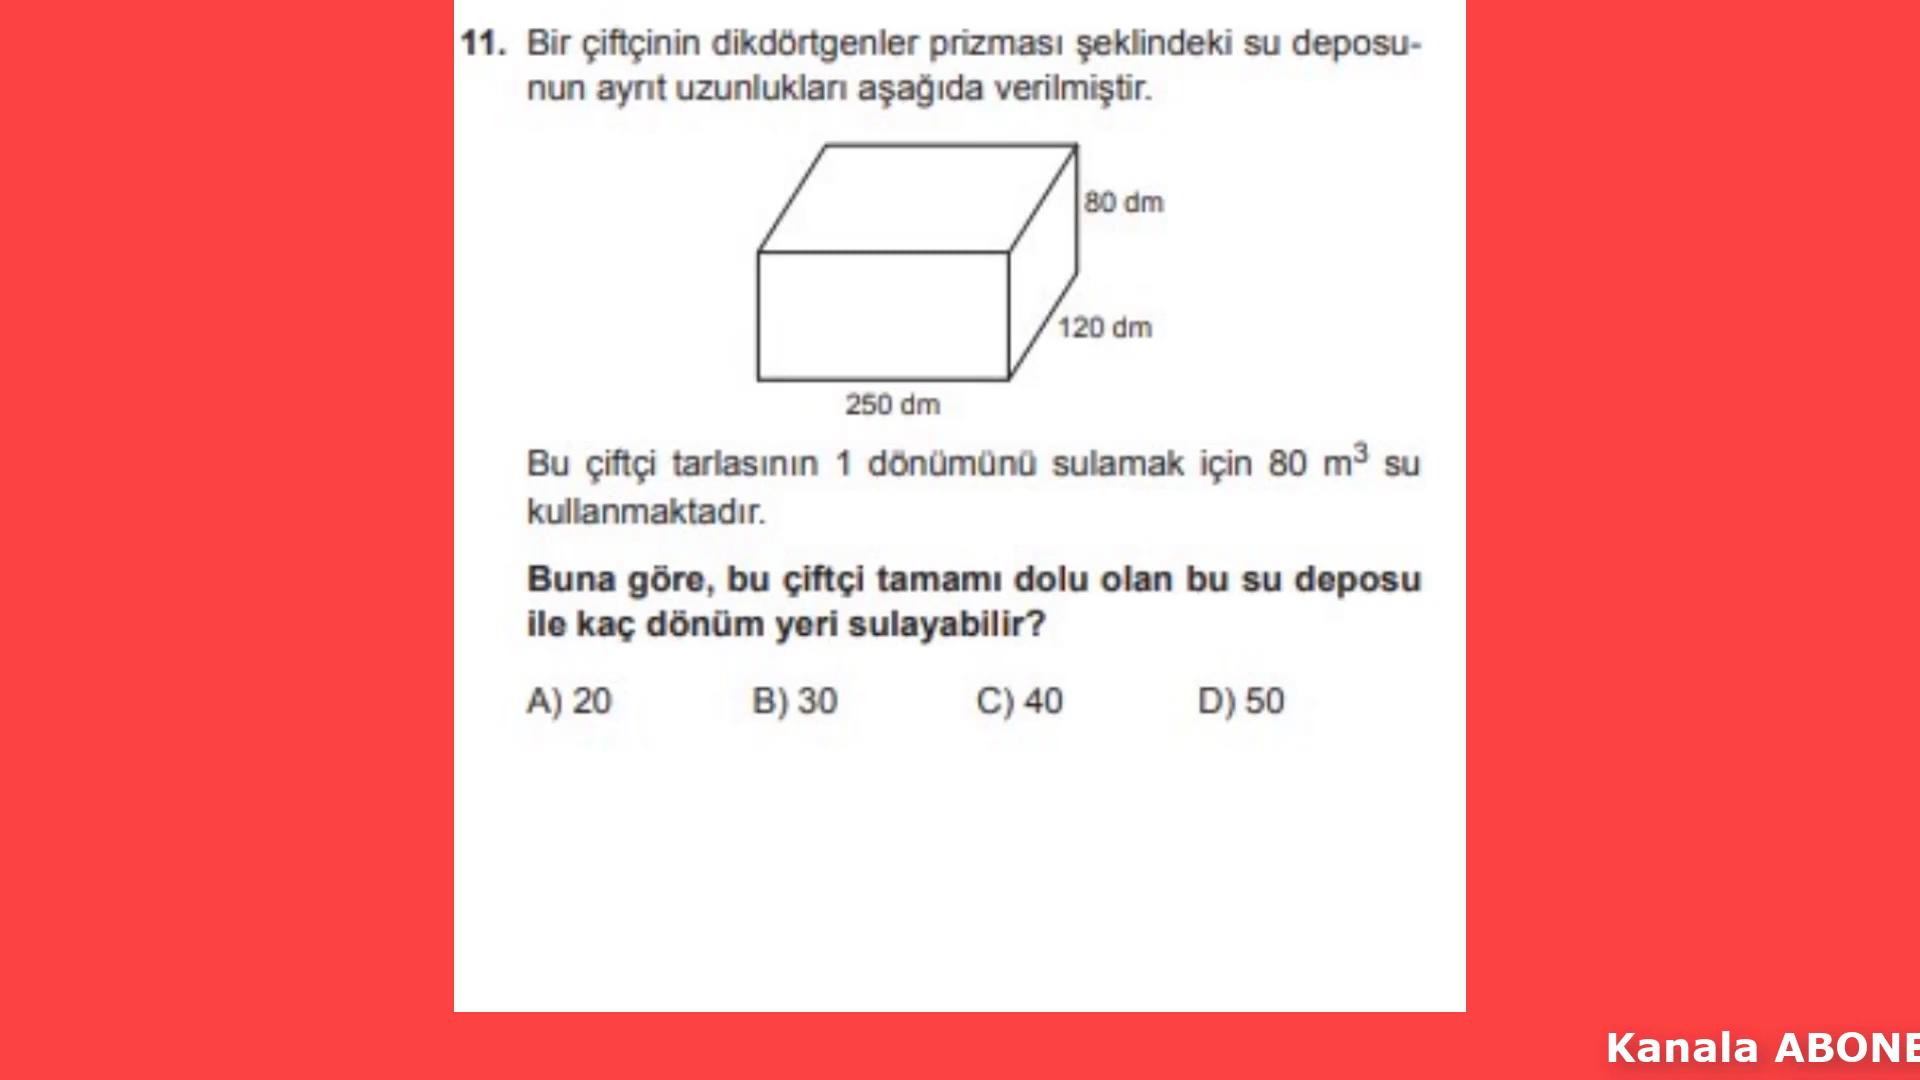 11. Bir çiftçinin dikdörtgenler prizması şeklindeki su deposu-
nun ayrıt uzunlukları aşağıda verilmiştir.
80 dm
120 dm
250 dm
Bu çiftçi tarlasının 1 dönümünü sulamak için 80 m³ su
kullanmaktadır.
Buna göre, bu çiftçi tamamı dolu olan bu su deposu
ile kaç dönüm yeri sulayabilir?
A) 20 B) 30 C) 40 D) 50
Kanala ABONE